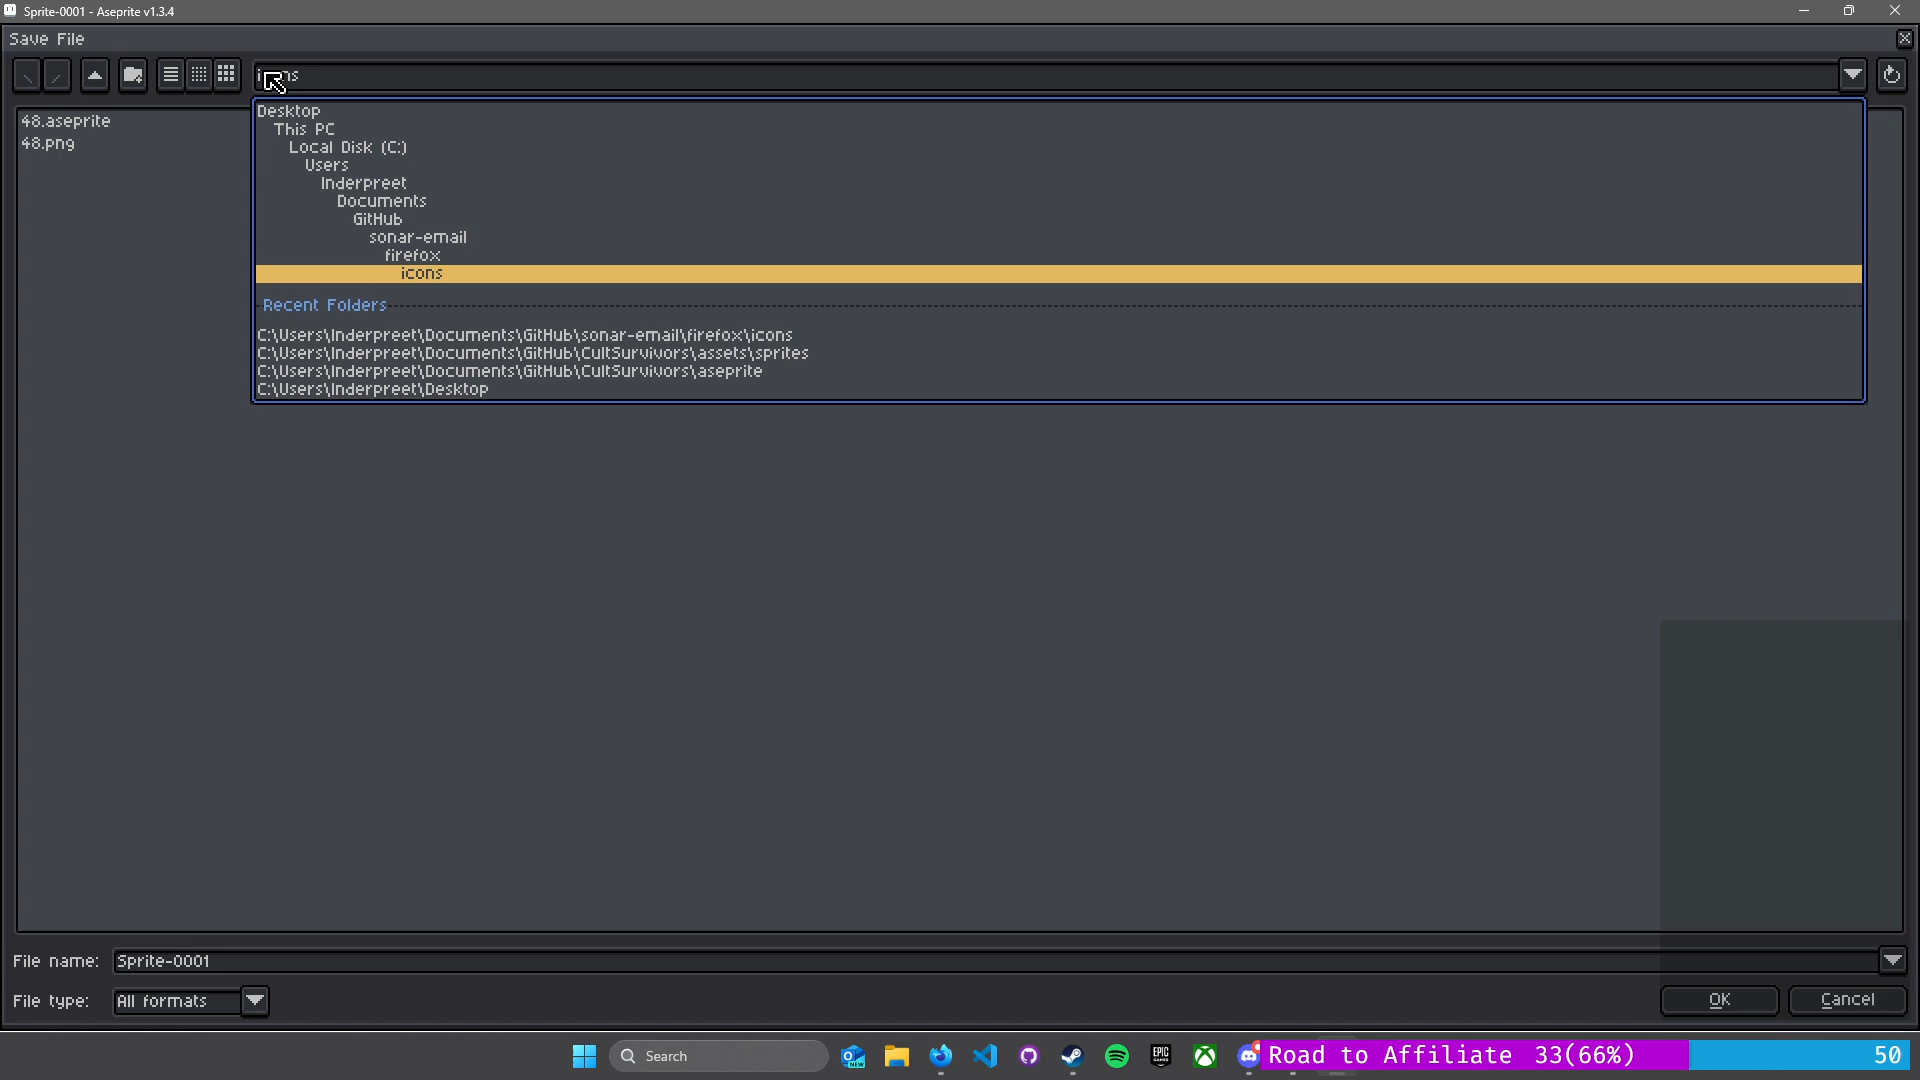 Sprite-0001 - Aseprite v1.3.4
Save File
48.aseprite
48.png
Desktop
This PC
Local Disk (C:)
Users
Inderpreet
Documents
GitHub
sonar-email
firefox
icons
Recent Folders
C:\Users\Inderpreet\Documents\GitHub\sonar-email\firefox\icons
C:\Users\Inderpreet\Documents\GitHub\CultSurvivors\assets\sprites
C:\Users\Inderpreet\Documents\GitHub\CultSurvivors\aseprite
C:\Users\Inderpreet\Desktop
File name: Sprite-0001
File type: All formats
OK
Cancel
Search
NEW
EPIC GAMES
Road to Affiliate 33(66%)
50